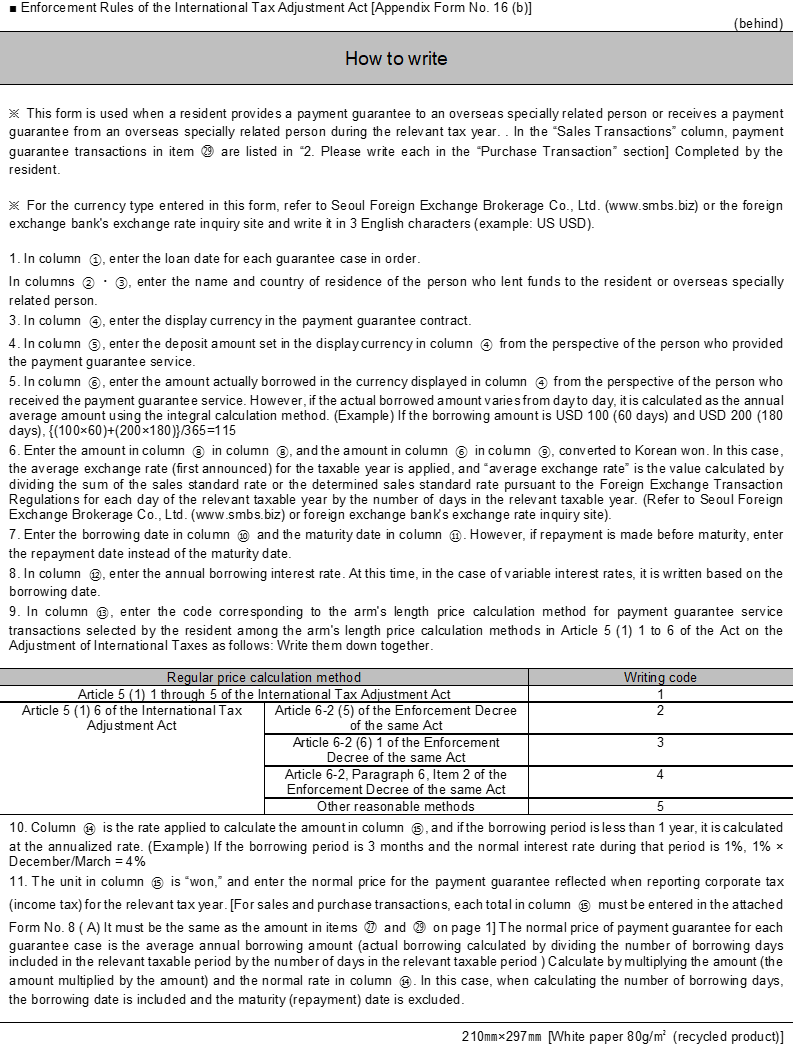 ■ Enforcement Rules of the International Tax Adjustment Act [Appendix Form No. 16 (b)]
(behind)
How to write
※ This form is used when a resident provides a payment guarantee to an overseas specially related person or receives a payment
guarantee from an overseas specially related person during the relevant tax year. . In the “Sales Transactions” column, payment
guarantee transactions in item ㉙ are listed in “2. Please write each in the “Purchase Transaction” section] Completed by the
resident.
※ For the currency type entered in this form, refer to Seoul Foreign Exchange Brokerage Co., Ltd. (www.smbs.biz) or the foreign
exchange bank's exchange rate inquiry site and write it in 3 English characters (example: US USD).
1. In column ①, enter the loan date for each guarantee case in order.
In columns ② · ③, enter the name and country of residence of the person who lent funds to the resident or overseas specially
related person.
3. In column ④, enter the display currency in the payment guarantee contract.
4. In column ⑤, enter the deposit amount set in the display currency in column ④ from the perspective of the person who provided
the payment guarantee service.
5. In column ⑥, enter the amount actually borrowed in the currency displayed in column ④ from the perspective of the person who
received the payment guarantee service. However, if the actual borrowed amount varies from day to day, it is calculated as the annual
average amount using the integral calculation method. (Example) If the borrowing amount is USD 100 (60 days) and USD 200 (180
days), {(100×60)+(200×180)}/365=115
6. Enter the amount in column ⑧ in column ⑧, and the amount in column ⑥ in column ⑨, converted to Korean won. In this case,
the average exchange rate (first announced) for the taxable year is applied, and “average exchange rate” is the value calculated by
dividing the sum of the sales standard rate or the determined sales standard rate pursuant to the Foreign Exchange Transaction
Regulations for each day of the relevant taxable year by the number of days in the relevant taxable year. (Refer to Seoul Foreign
Exchange Brokerage Co., Ltd. (www.smbs.biz) or foreign exchange bank's exchange rate inquiry site).
7. Enter the borrowing date in column ⑩ and the maturity date in column ⑪. However, if repayment is made before maturity, enter
the repayment date instead of the maturity date.
8. In column ⑫, enter the annual borrowing interest rate. At this time, in the case of variable interest rates, it is written based on the
borrowing date.
9. In column ⑬, enter the code corresponding to the arm's length price calculation method for payment guarantee service
transactions selected by the resident among the arm's length price calculation methods in Article 5 (1) 1 to 6 of the Act on the
Adjustment of International Taxes as follows: Write them down together.
Regular price calculation method Writing code
Article 5 (1) 1 through 5 of the International Tax Adjustment Act 1
Article 5 (1) 6 of the International Tax
Adjustment Act
Article 6-2 (5) of the Enforcement Decree
of the same Act
2
Article 6-2 (6) 1 of the Enforcement
Decree of the same Act
3
Article 6-2, Paragraph 6, Item 2 of the
Enforcement Decree of the same Act
4
Other reasonable methods 5
10. Column ⑭ is the rate applied to calculate the amount in column ⑮, and if the borrowing period is less than 1 year, it is calculated
at the annualized rate. (Example) If the borrowing period is 3 months and the normal interest rate during that period is 1%, 1% ×
December/March = 4%
11. The unit in column ⑮ is “won,” and enter the normal price for the payment guarantee reflected when reporting corporate tax
(income tax) for the relevant tax year. [For sales and purchase transactions, each total in column ⑮ must be entered in the attached
Form No. 8 ( A) It must be the same as the amount in items ㉗ and ㉙ on page 1] The normal price of payment guarantee for each
guarantee case is the average annual borrowing amount (actual borrowing calculated by dividing the number of borrowing days
included in the relevant taxable period by the number of days in the relevant taxable period ) Calculate by multiplying the amount (the
amount multiplied by the amount) and the normal rate in column ⑭. In this case, when calculating the number of borrowing days,
the borrowing date is included and the maturity (repayment) date is excluded.
210㎜×297㎜ [White paper 80g/㎡ (recycled product)]